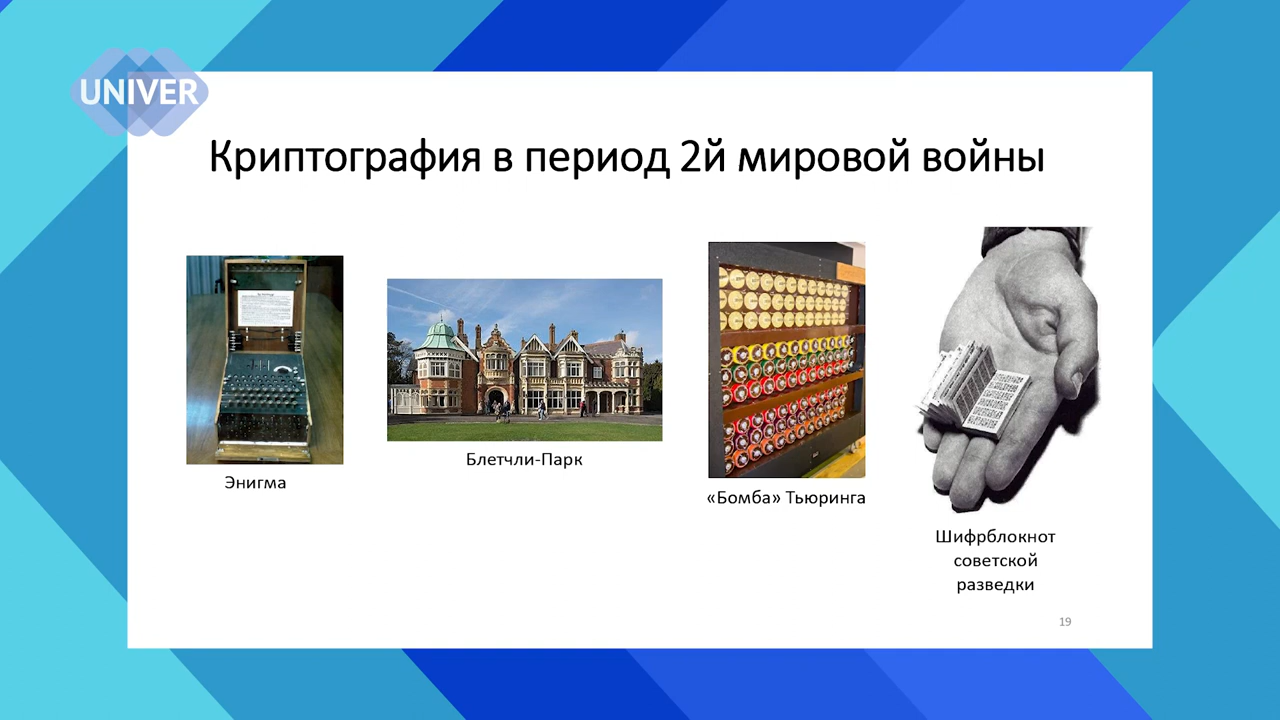 UNIVER
Криптография в период 2й мировой войны
Энигма
Блетчли-Парк
«Бомба» Тьюринга
Шифрблокнот
советской
разведки
19